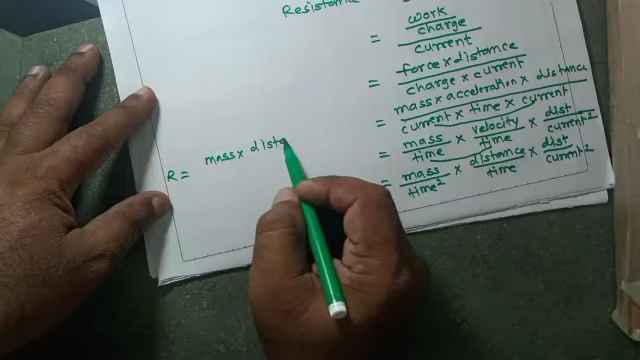 Resistance
= work / charge / current
= force x distance / charge x current
= mass x acceleration x distance / current x time x current
= mass / time x velocity / time x dist / current²
= mass / time² x distance / time x dist / current²
R = mass x dista